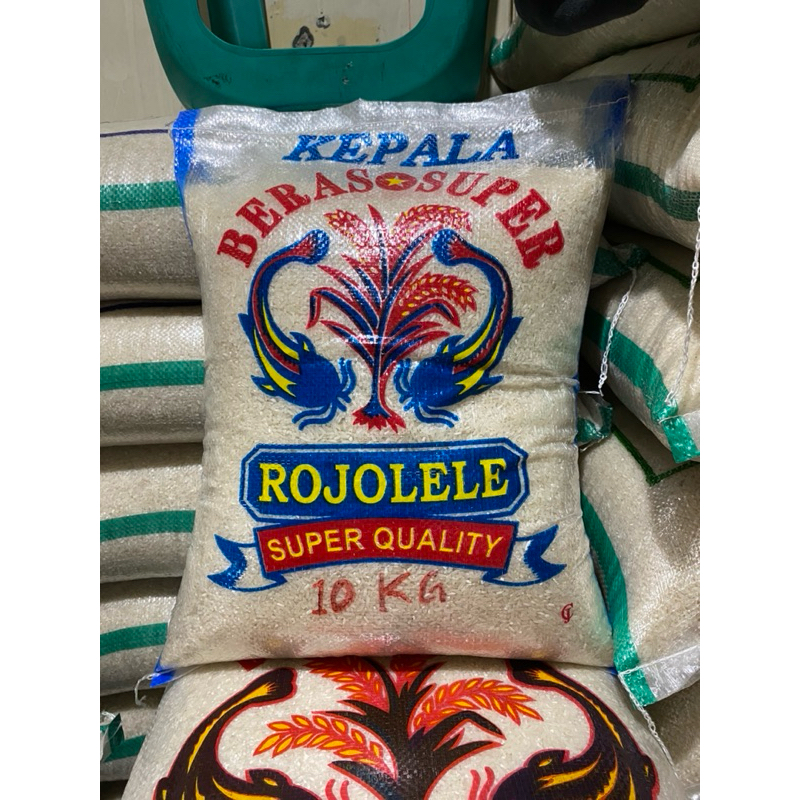 KEPALA
BERAS SUPER
ROJOLELE
SUPER QUALITY
10 KG